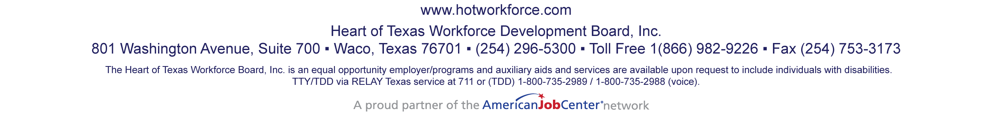 www.hotworkforce.com
Heart of Texas Workforce Development Board, Inc.
801 Washington Avenue, Suite 700 ▪ Waco, Texas 76701 ▪ (254) 296-5300 ▪ Toll Free 1(866) 982-9226 ▪ Fax (254) 753-3173
The Heart of Texas Workforce Board, Inc. is an equal opportunity employer/programs and auxiliary aids and services are available upon request to include individuals with disabilities.
TTY/TDD via RELAY Texas service at 711 or (TDD) 1-800-735-2989 / 1-800-735-2988 (voice).
A proud partner of the AmericanJobCenter® network